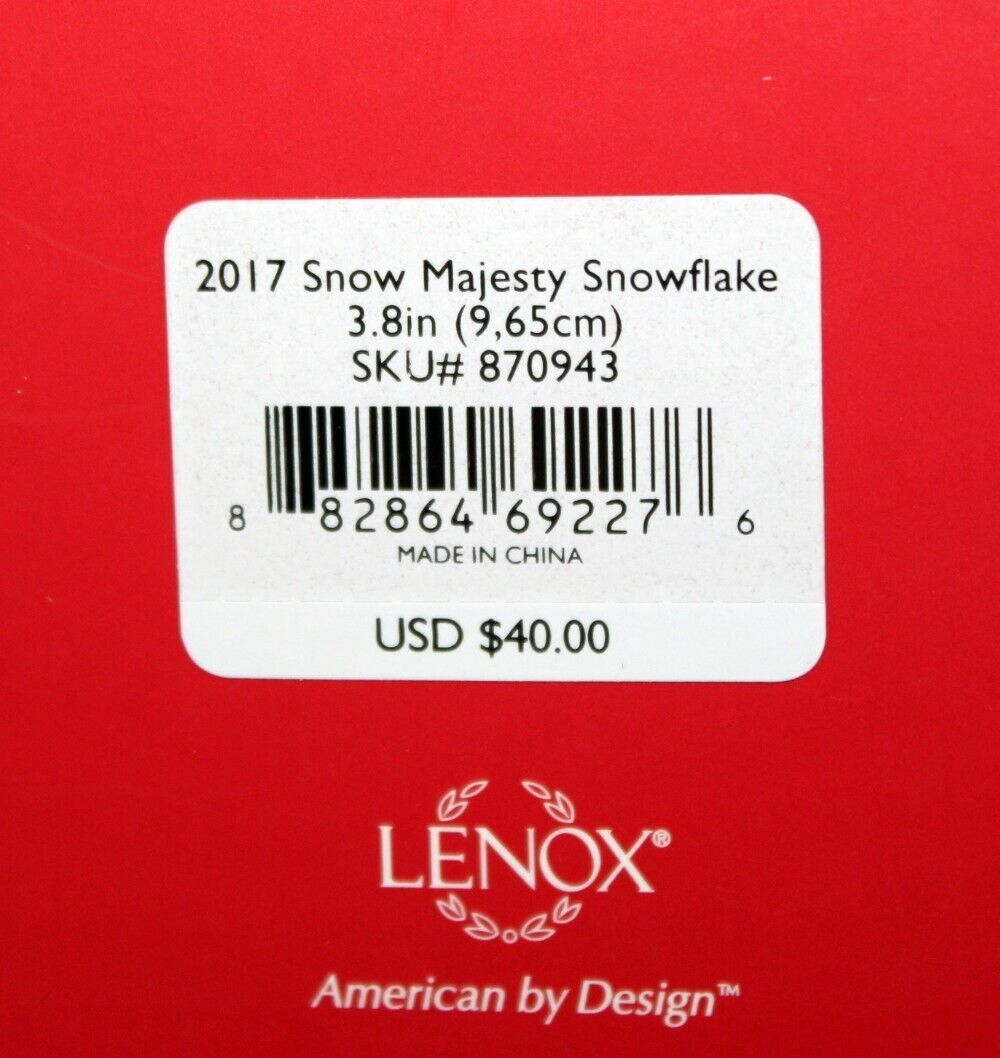 2017 Snow Majesty Snowflake
3.8in (9,65cm)
SKU# 870943
8 82864 69227 6
MADE IN CHINA
USD $40.00
LENOX®
American by Design™